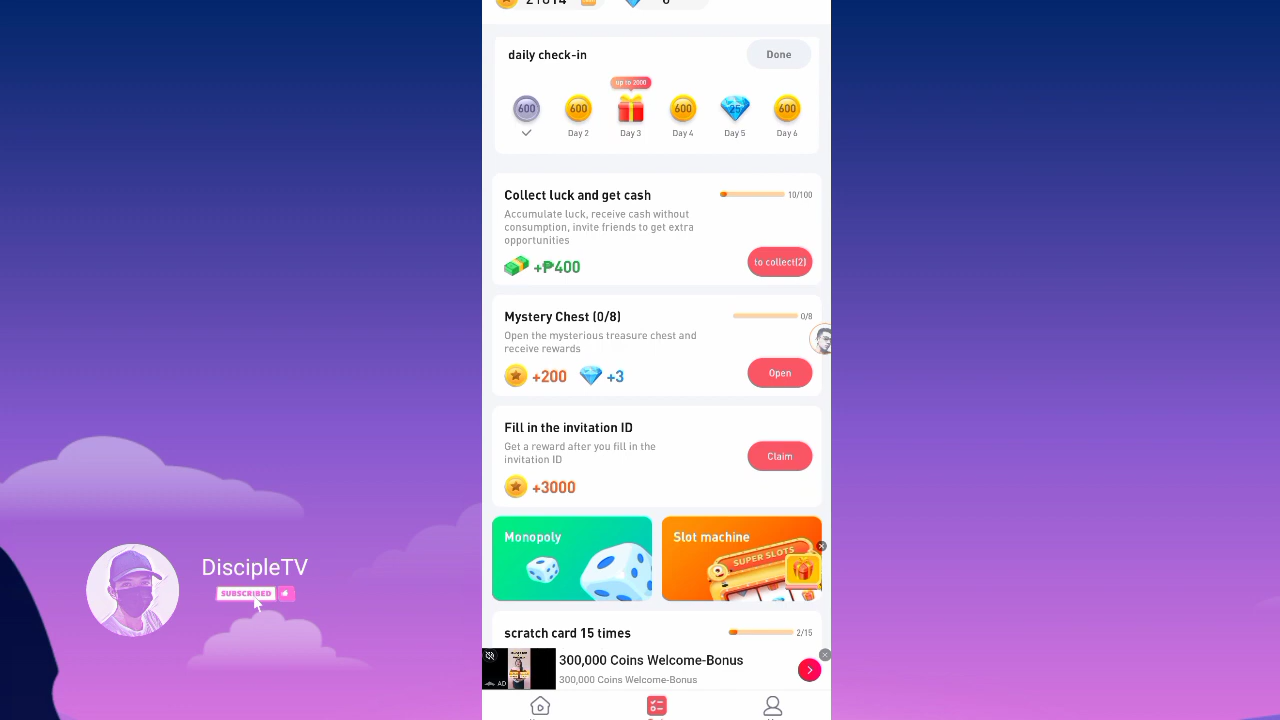 daily check-in
Done
up to 2000
600
600
600
25
600
Day 2
Day 3
Day 4
Day 5
Day 6
Collect luck and get cash
10/100
Accumulate luck, receive cash without
consumption, invite friends to get extra
opportunities
+₱400
to collect(2)
Mystery Chest (0/8)
0/8
Open the mysterious treasure chest and
receive rewards
+200
+3
Open
Fill in the invitation ID
Get a reward after you fill in the
invitation ID
Claim
+3000
Monopoly
Slot machine
SUPER SLOTS
DiscipleTV
SUBSCRIBED
scratch card 15 times
2/15
300,000 Coins Welcome-Bonus
300,000 Coins Welcome-Bonus
AD